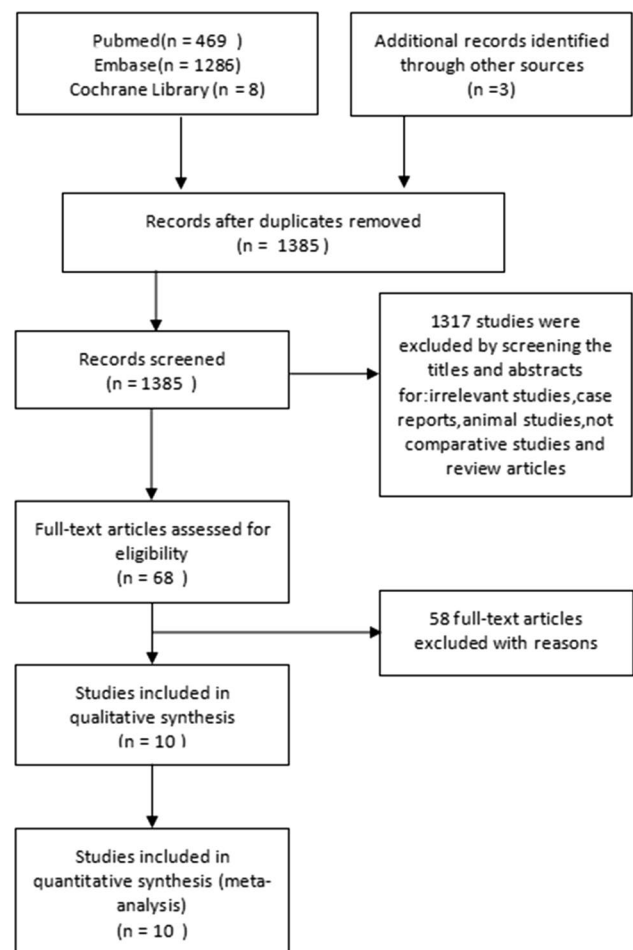 Pubmed(n = 469 )
Embase(n = 1286)
Cochrane Library (n = 8)
Additional records identified
through other sources
(n =3)
Records after duplicates removed
(n = 1385)
Records screened
(n = 1385)
1317 studies were
excluded by screening the
titles and abstracts
for:irrelevant studies,case
reports,animal studies,not
comparative studies and
review articles
Full-text articles assessed for
eligibility
(n = 68 )
58 full-text articles
excluded with reasons
Studies included in
qualitative synthesis
(n = 10 )
Studies included in
quantitative synthesis (meta-
analysis)
(n = 10 )